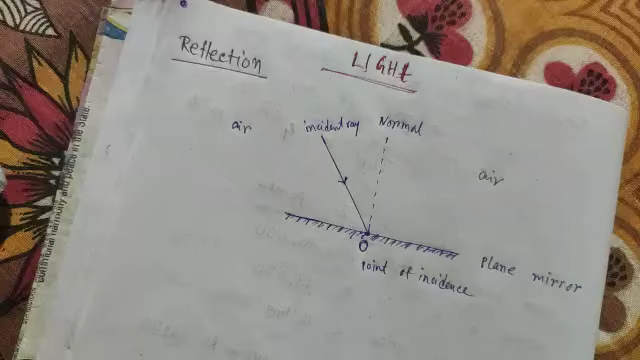 LIGHt
Reflection
air
incident ray
Normal
air
O
Plane mirror
Point of incidence